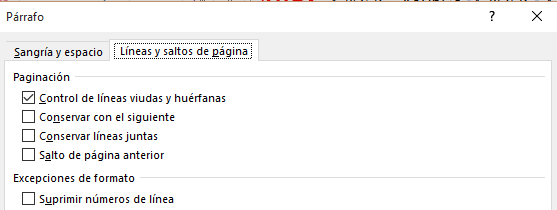 Párrafo
?
Sangría y espacio
Líneas y saltos de página
Paginación
Control de líneas viudas y huérfanas
Conservar con el siguiente
Conservar líneas juntas
Salto de página anterior
Excepciones de formato
Suprimir números de línea